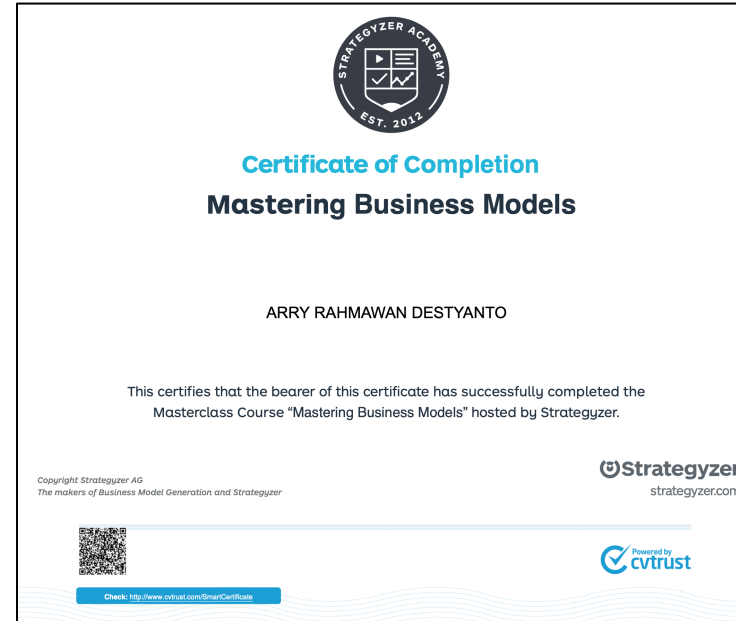 STRATEGYZER ACADEMY
EST. 2012
Certificate of Completion
Mastering Business Models
ARRY RAHMAWAN DESTYANTO
This certifies that the bearer of this certificate has successfully completed the
Masterclass Course “Mastering Business Models” hosted by Strategyzer.
Copyright Strategyzer AG
The makers of Business Model Generation and Strategyzer
Strategyzer
strategyzer.com
Powered by
cvtrust
Check: http://www.cvtrust.com/SmartCertificate